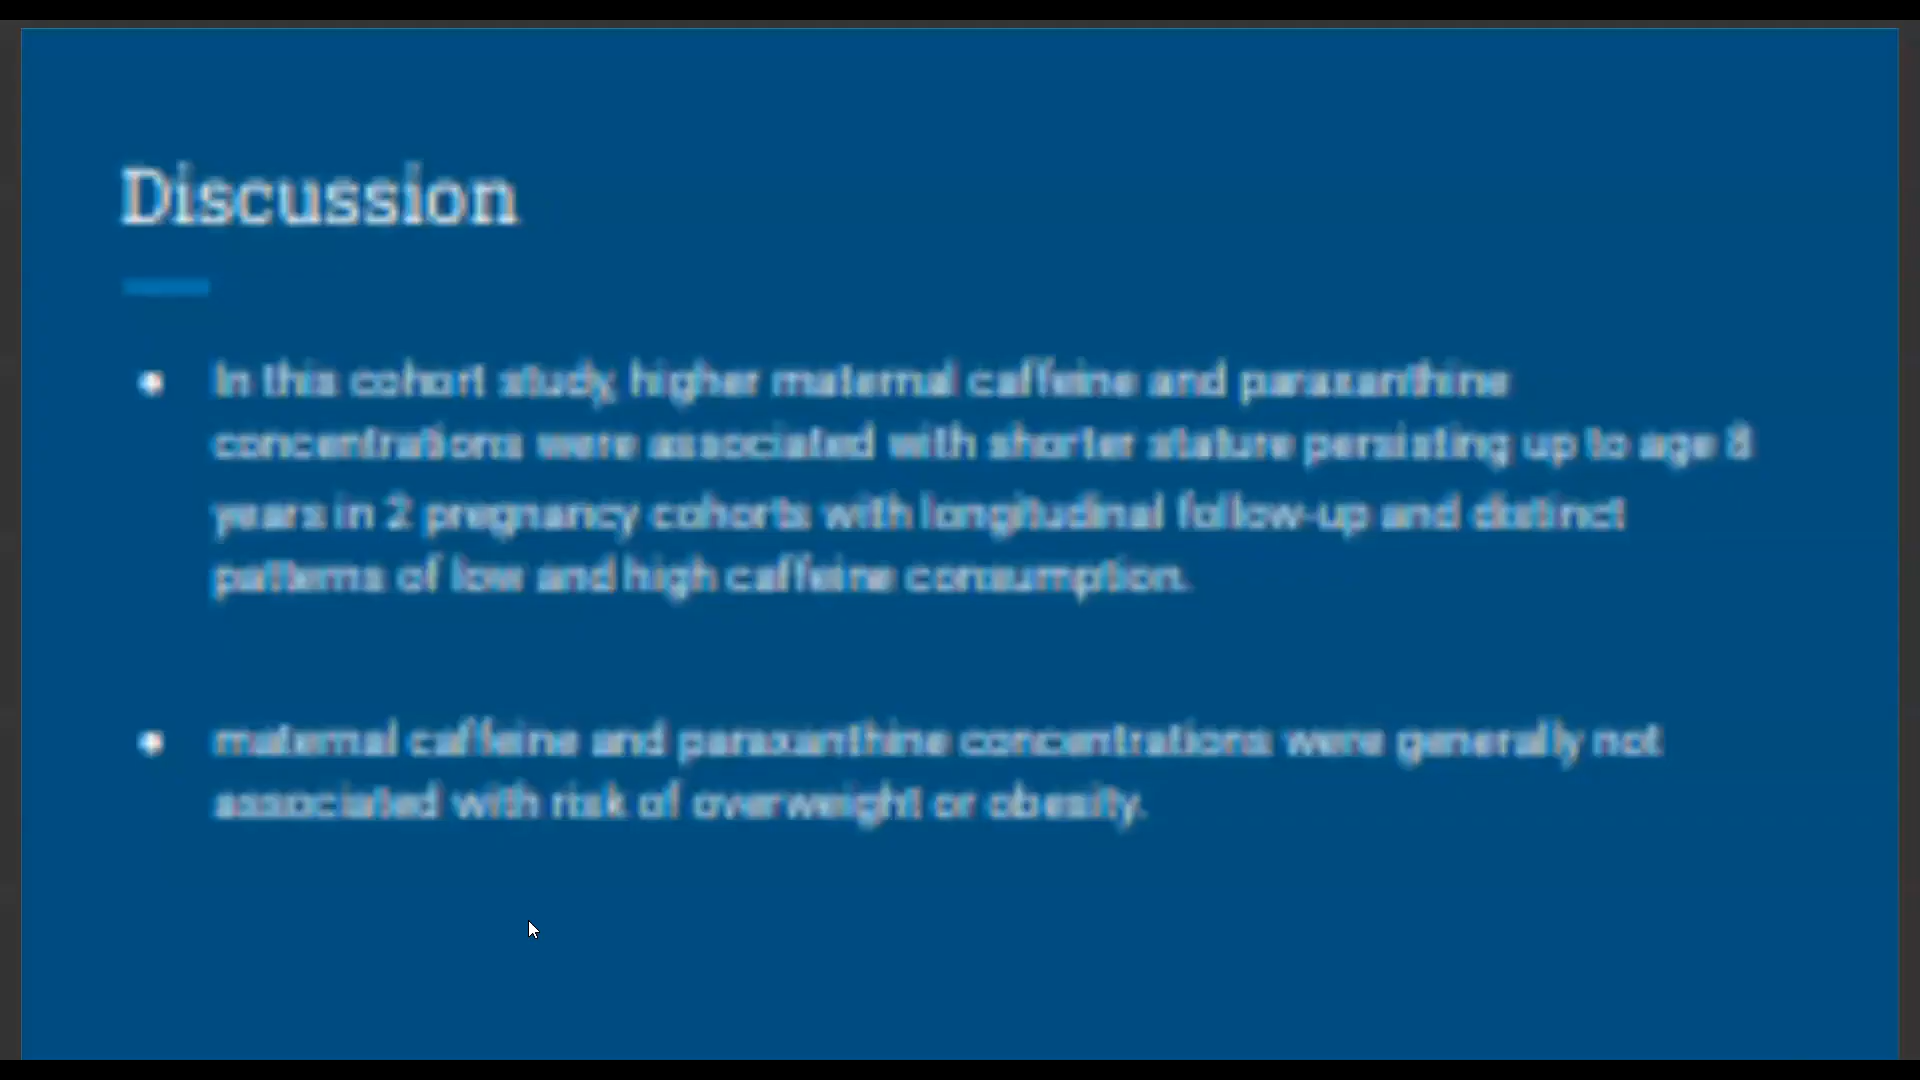 Discussion
• In this cohort study, higher maternal caffeine and paraxanthine
concentrations were associated with shorter stature persisting up to age 8
years in 2 pregnancy cohorts with longitudinal follow-up and distinct
patterns of low and high caffeine consumption.
• maternal caffeine and paraxanthine concentrations were generally not
associated with risk of overweight or obesity.